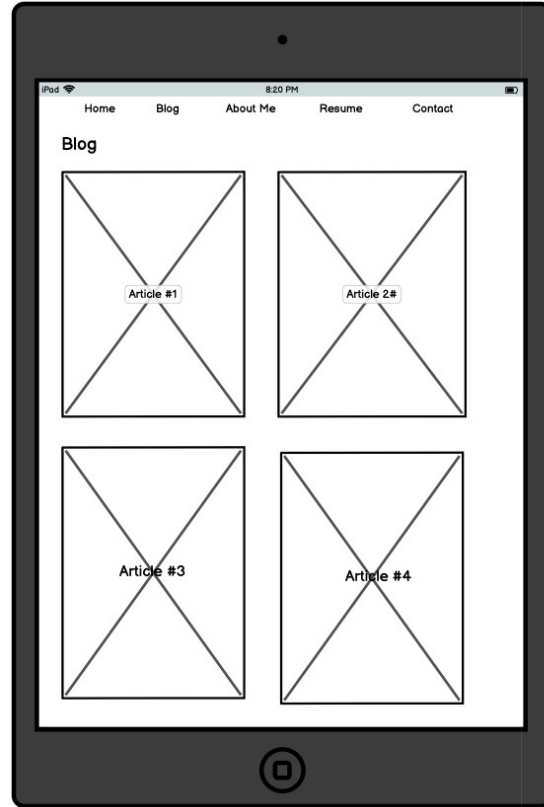 iPad 8:20 PM
Home Blog About Me Resume Contact
Blog
Article #1 Article 2#
Article #3 Article #4